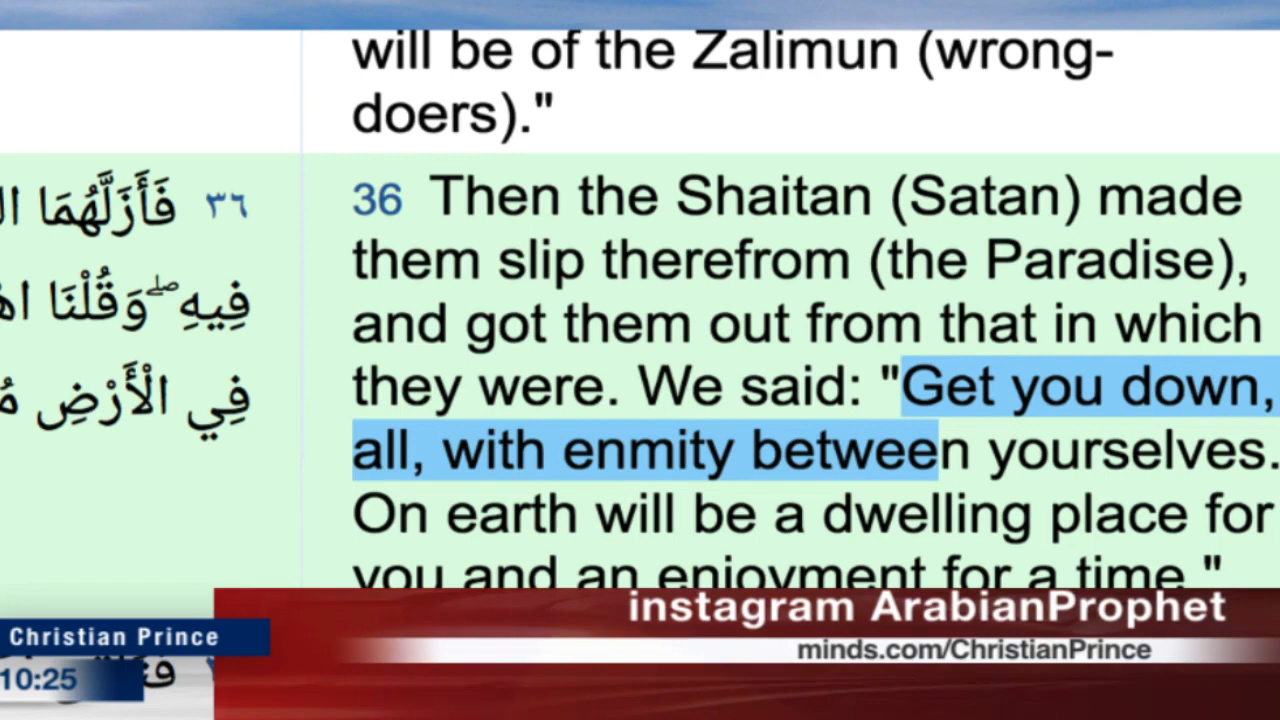 will be of the Zalimun (wrong-
doers)."
٣٦ فَأَزَلَّهُمَا
فِيهِ ۖ وَقُلْنَا
فِي الْأَرْضِ
36 Then the Shaitan (Satan) made
them slip therefrom (the Paradise),
and got them out from that in which
they were. We said: "Get you down,
all, with enmity between yourselves.
On earth will be a dwelling place for
you and an enjoyment for a time."
instagram ArabianProphet
minds.com/ChristianPrince
Christian Prince
10:25